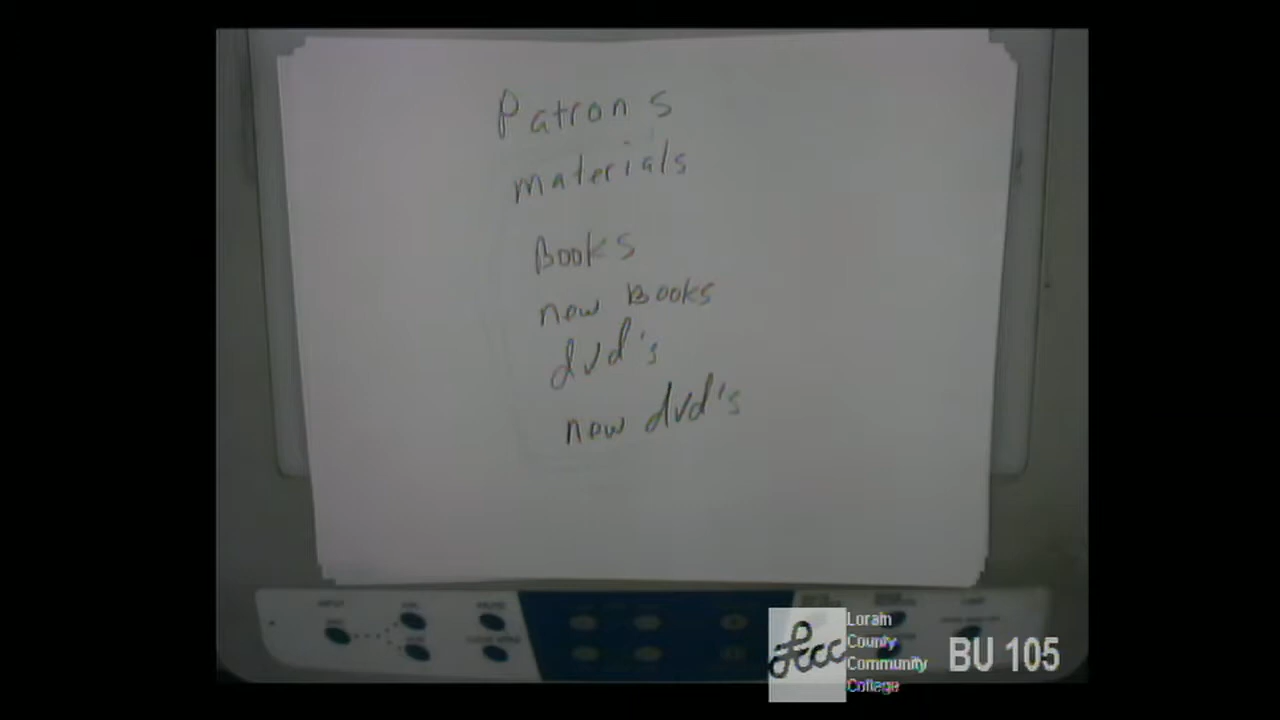 Patrons
materials
Books
new Books
dvd's
new dvd's
Lorain
County
Community
College
BU 105